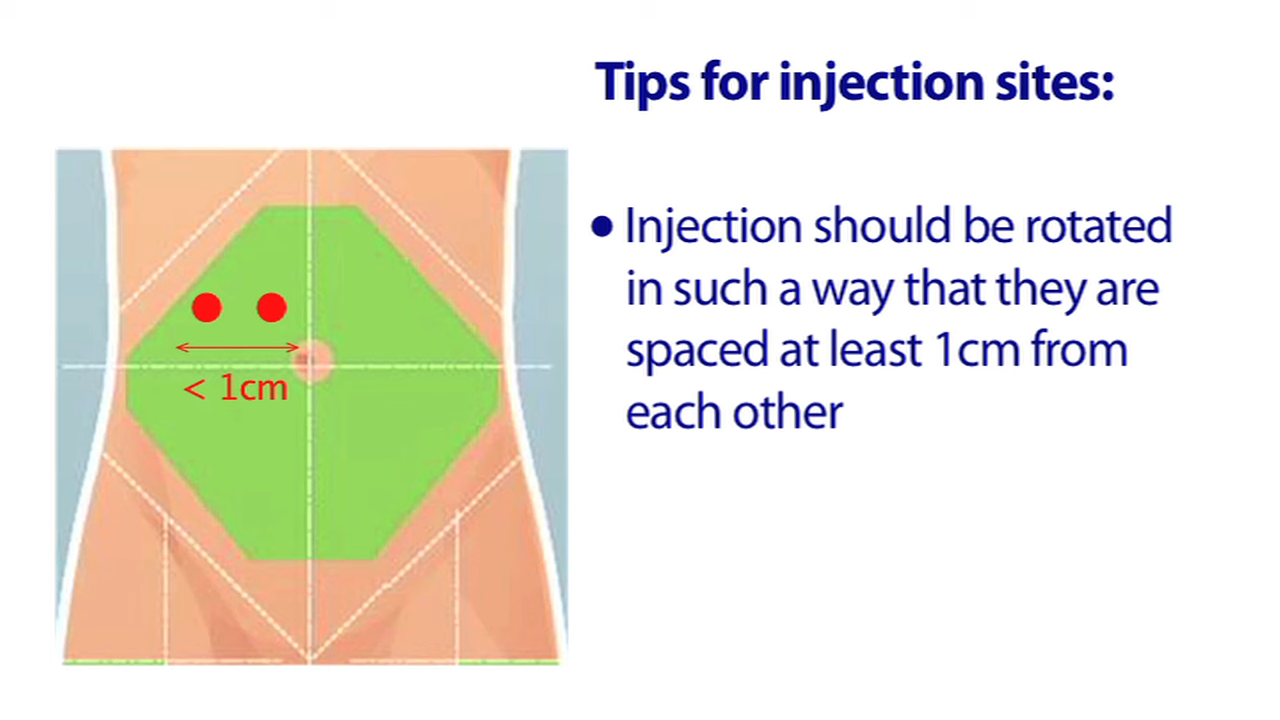 Tips for injection sites:
• Injection should be rotated
in such a way that they are
spaced at least 1cm from
each other
< 1cm